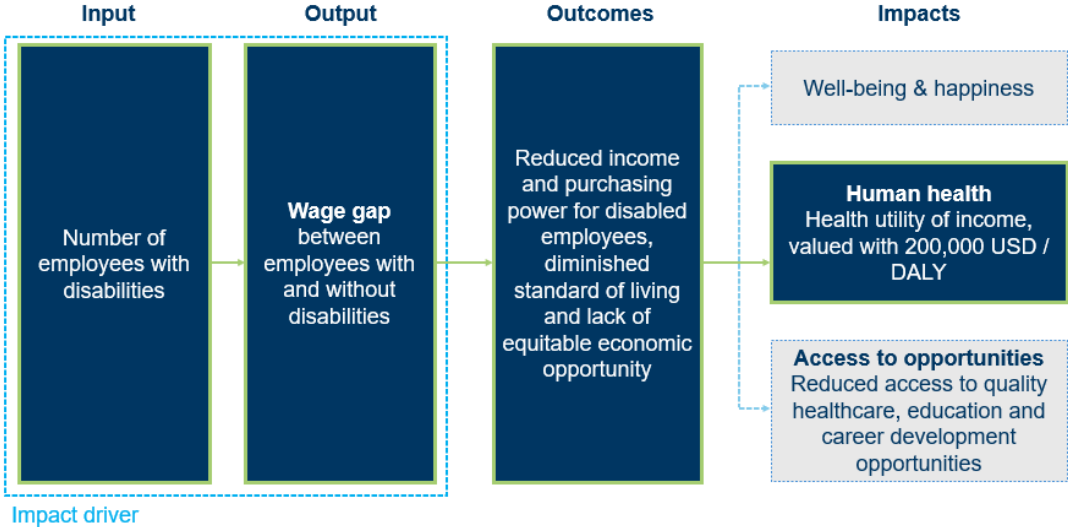 Input
Output
Outcomes
Impacts
Number of
employees with
disabilities
Wage gap
between
employees with
and without
disabilities
Reduced income
and purchasing
power for disabled
employees,
diminished
standard of living
and lack of
equitable economic
opportunity
Well-being & happiness
Human health
Health utility of income,
valued with 200,000 USD /
DALY
Access to opportunities
Reduced access to quality
healthcare, education and
career development
opportunities
Impact driver